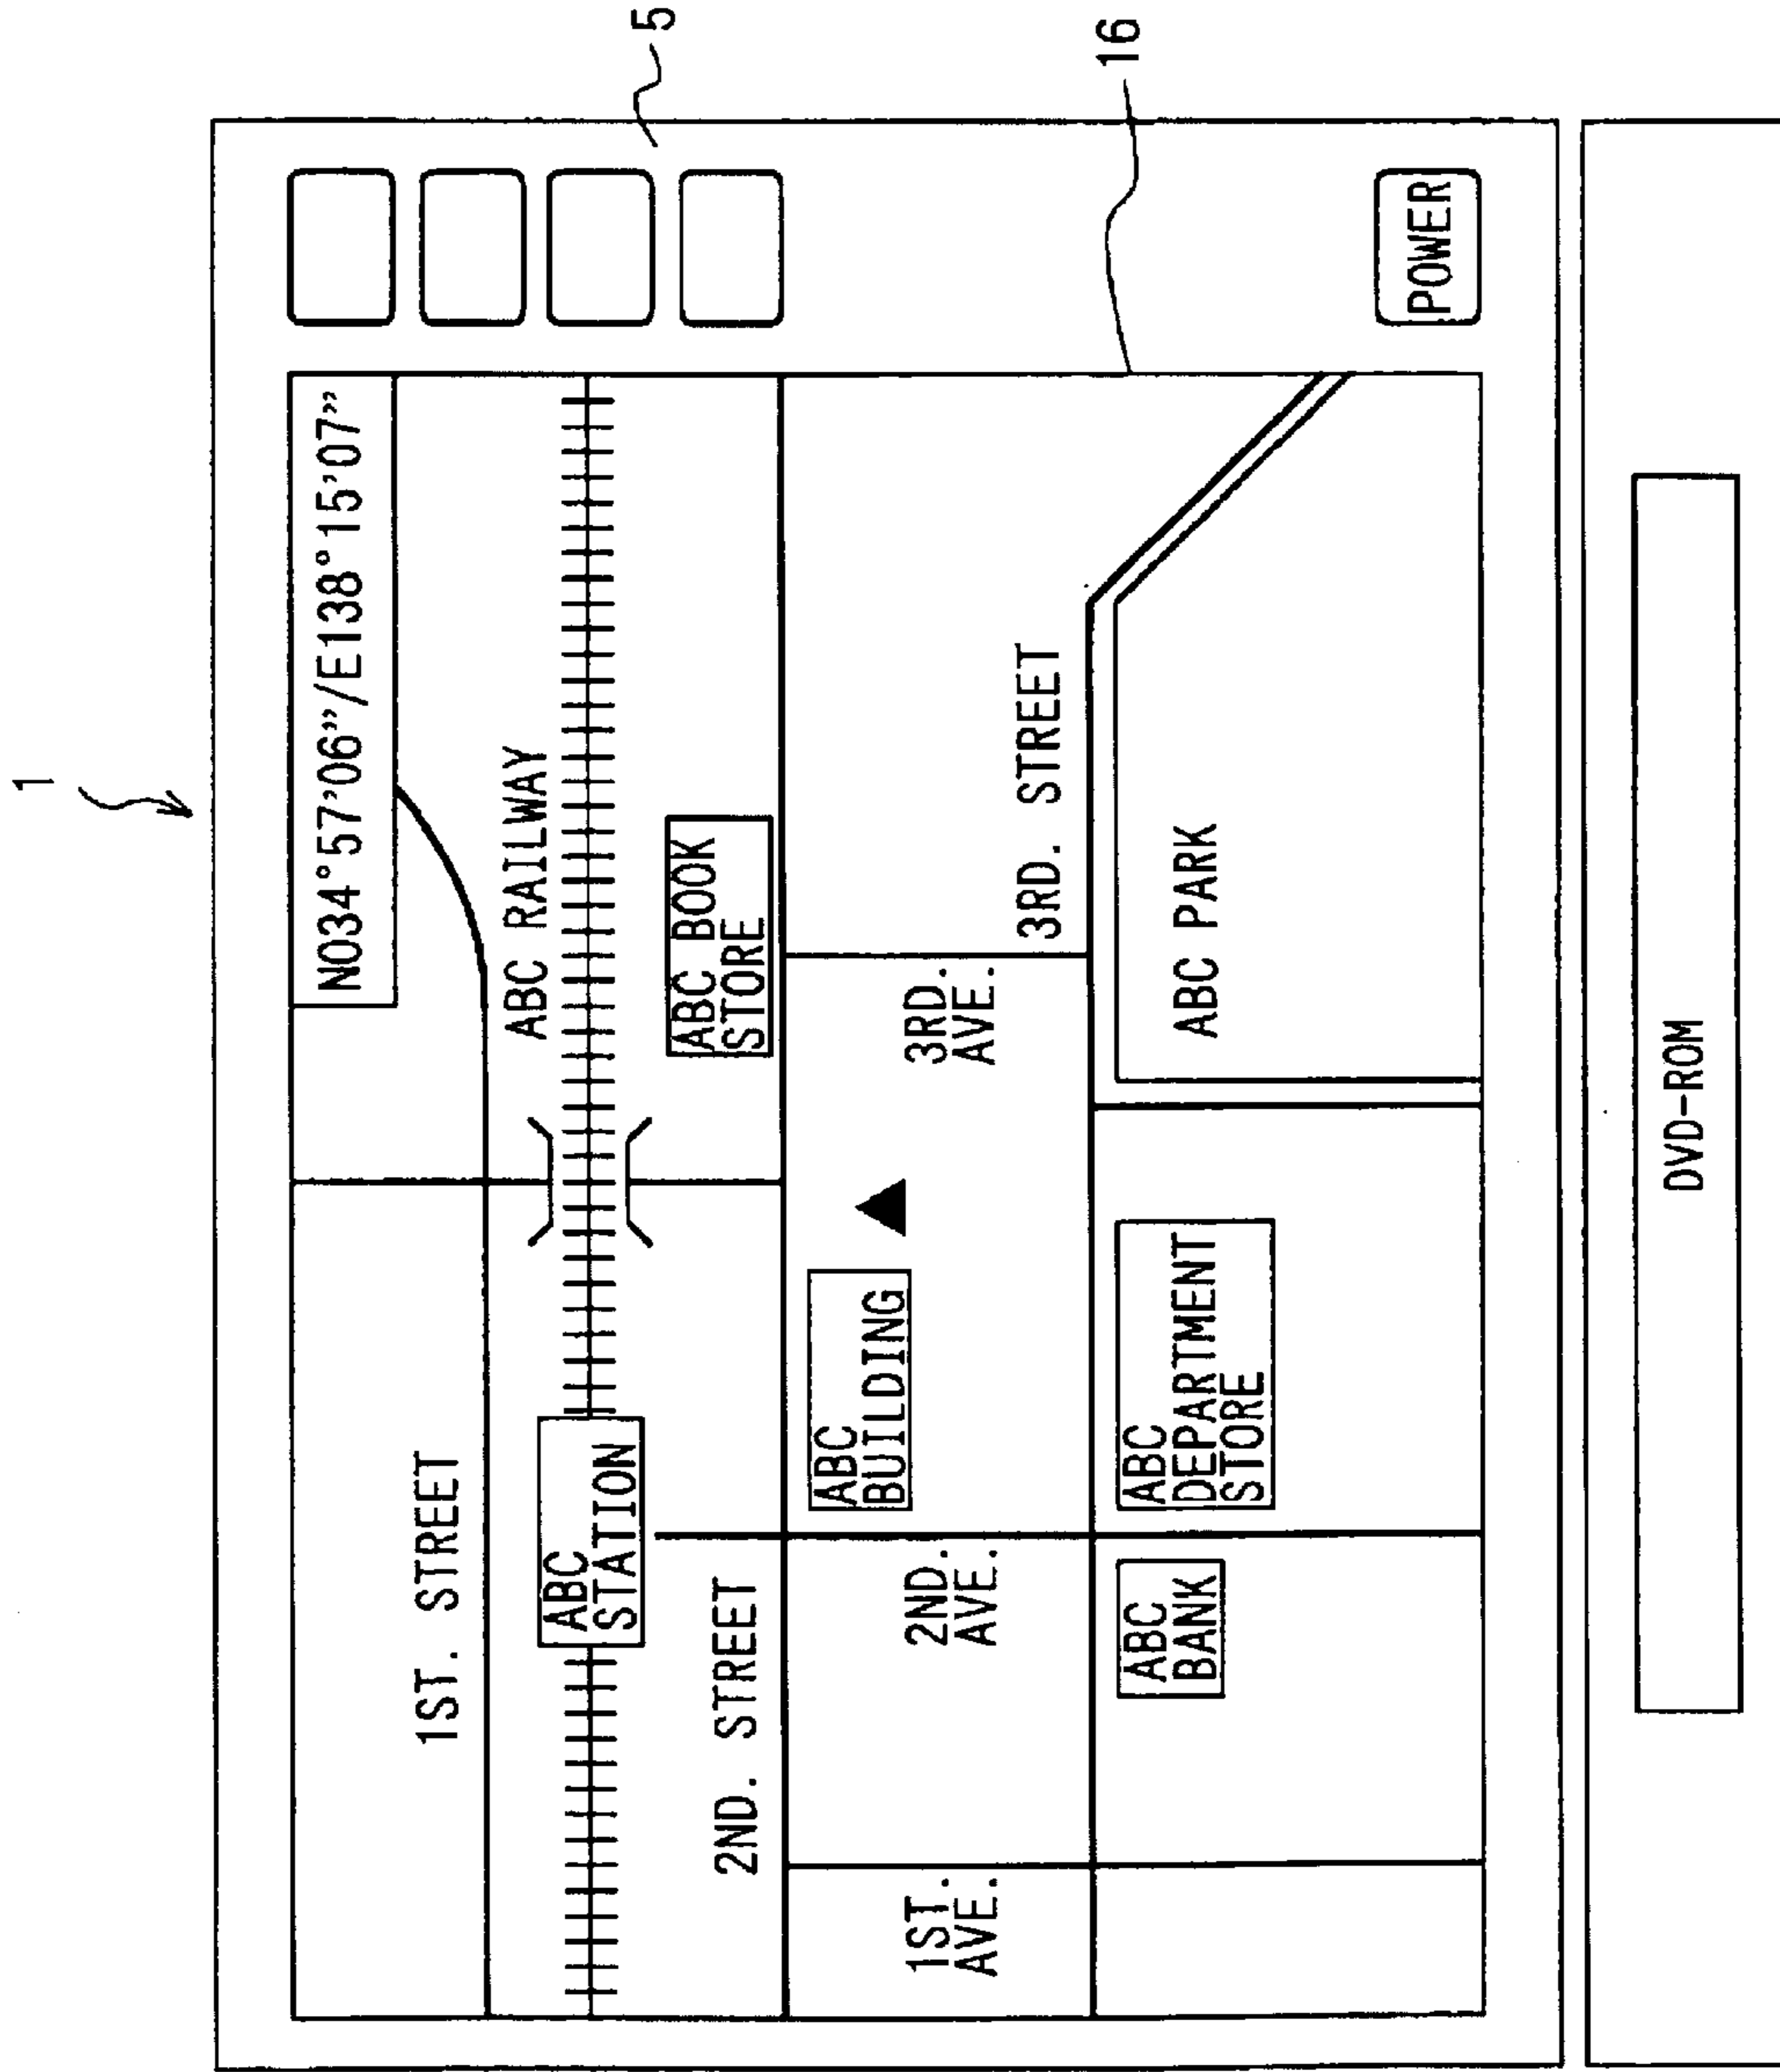 1
N034°57'06"/E138°15'07"
5
1ST. STREET
ABC RAILWAY
ABC
STATION
ABC BOOK
STORE
2ND. STREET
ABC
BUILDING
1ST.
AVE.
2ND.
AVE.
3RD.
AVE.
3RD. STREET
16
ABC
BANK
ABC
DEPARTMENT
STORE
ABC PARK
POWER
DVD-ROM